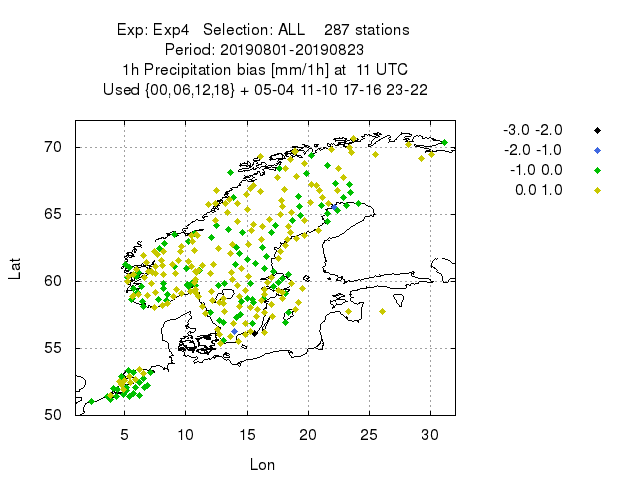 Exp: Exp4   Selection: ALL    287 stations
Period: 20190801-20190823
1h Precipitation bias [mm/1h] at  11 UTC
Used {00,06,12,18} + 05-04 11-10 17-16 23-22
-3.0 -2.0
-2.0 -1.0
-1.0  0.0
0.0 1.0
70
65
60
55
50
Lat
5 10 15 20 25 30
Lon